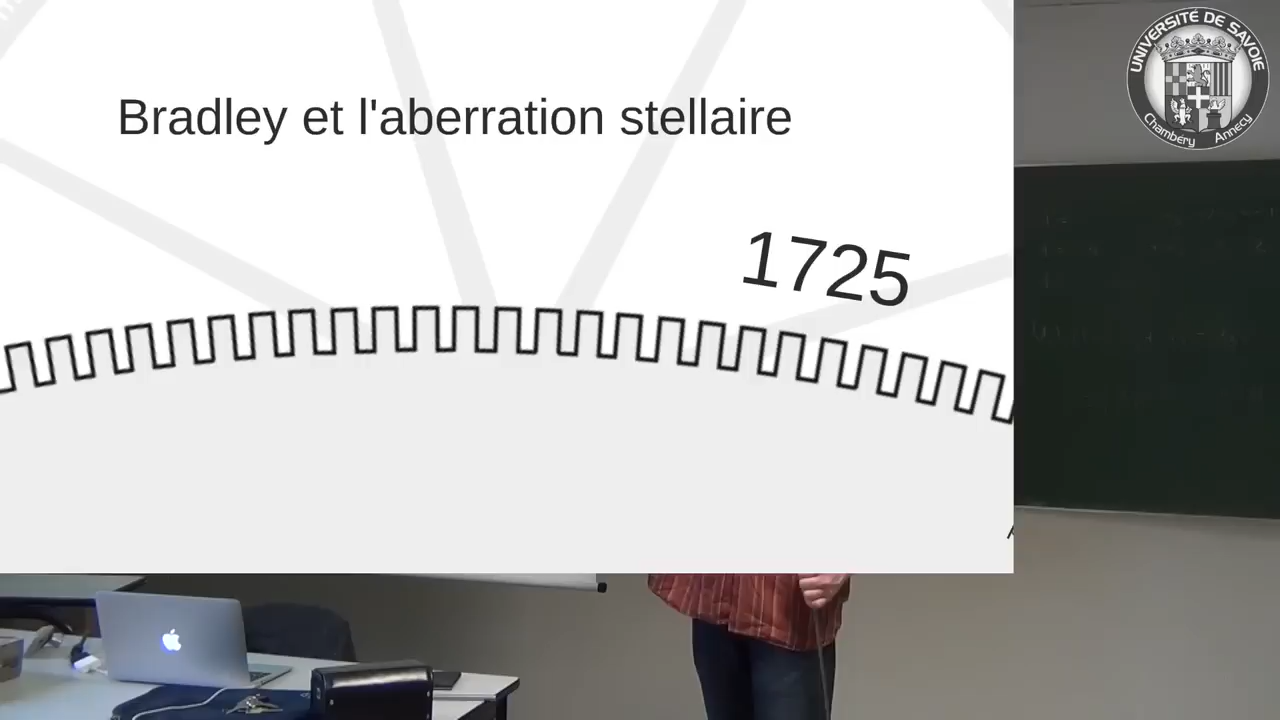 Bradley et l'aberration stellaire
1725
UNIVERSITÉ DE SAVOIE
Chambéry Annecy